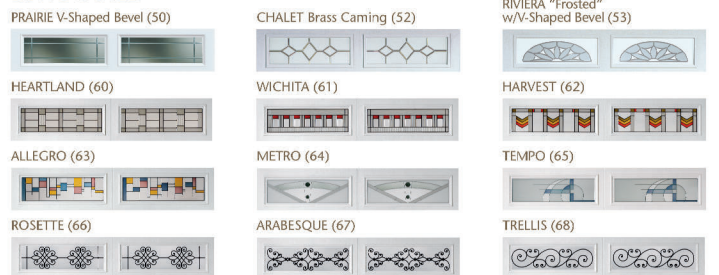 PRAIRIE V-Shaped Bevel (50)
CHALET Brass Caming (52)
RIVIERA "Frosted"
w/V-Shaped Bevel (53)
HEARTLAND (60)
WICHITA (61)
HARVEST (62)
ALLEGRO (63)
METRO (64)
TEMPO (65)
ROSETTE (66)
ARABESQUE (67)
TRELLIS (68)